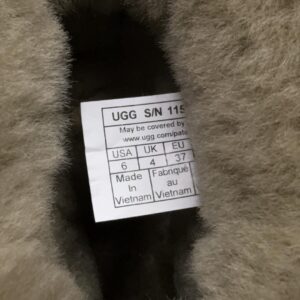 UGG S/N 115
May be covered by
www.ugg.com/pate
USA UK EU
6 4 37
Made In Vietnam Fabriqué au Vietnam